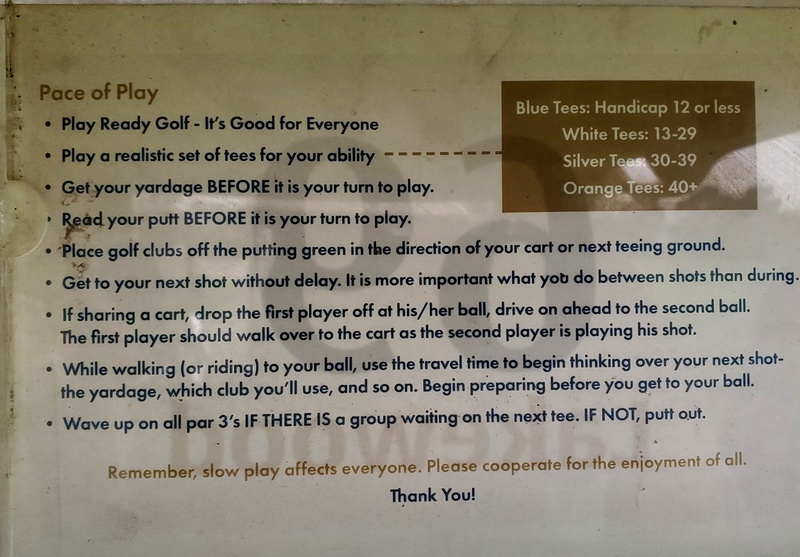 Pace of Play
• Play Ready Golf - It's Good for Everyone
• Play a realistic set of tees for your ability
Blue Tees: Handicap 12 or less
White Tees: 13-29
Silver Tees: 30-39
Orange Tees: 40+
• Get your yardage BEFORE it is your turn to play.
• Read your putt BEFORE it is your turn to play.
• Place golf clubs off the putting green in the direction of your cart or next teeing ground.
• Get to your next shot without delay. It is more important what you do between shots than during.
• If sharing a cart, drop the first player off at his/her ball, drive on ahead to the second ball.
The first player should walk over to the cart as the second player is playing his shot.
• While walking (or riding) to your ball, use the travel time to begin thinking over your next shot-
the yardage, which club you'll use, and so on. Begin preparing before you get to your ball.
• Wave up on all par 3's IF THERE IS a group waiting on the next tee. IF NOT, putt out.
Remember, slow play affects everyone. Please cooperate for the enjoyment of all.
Thank You!